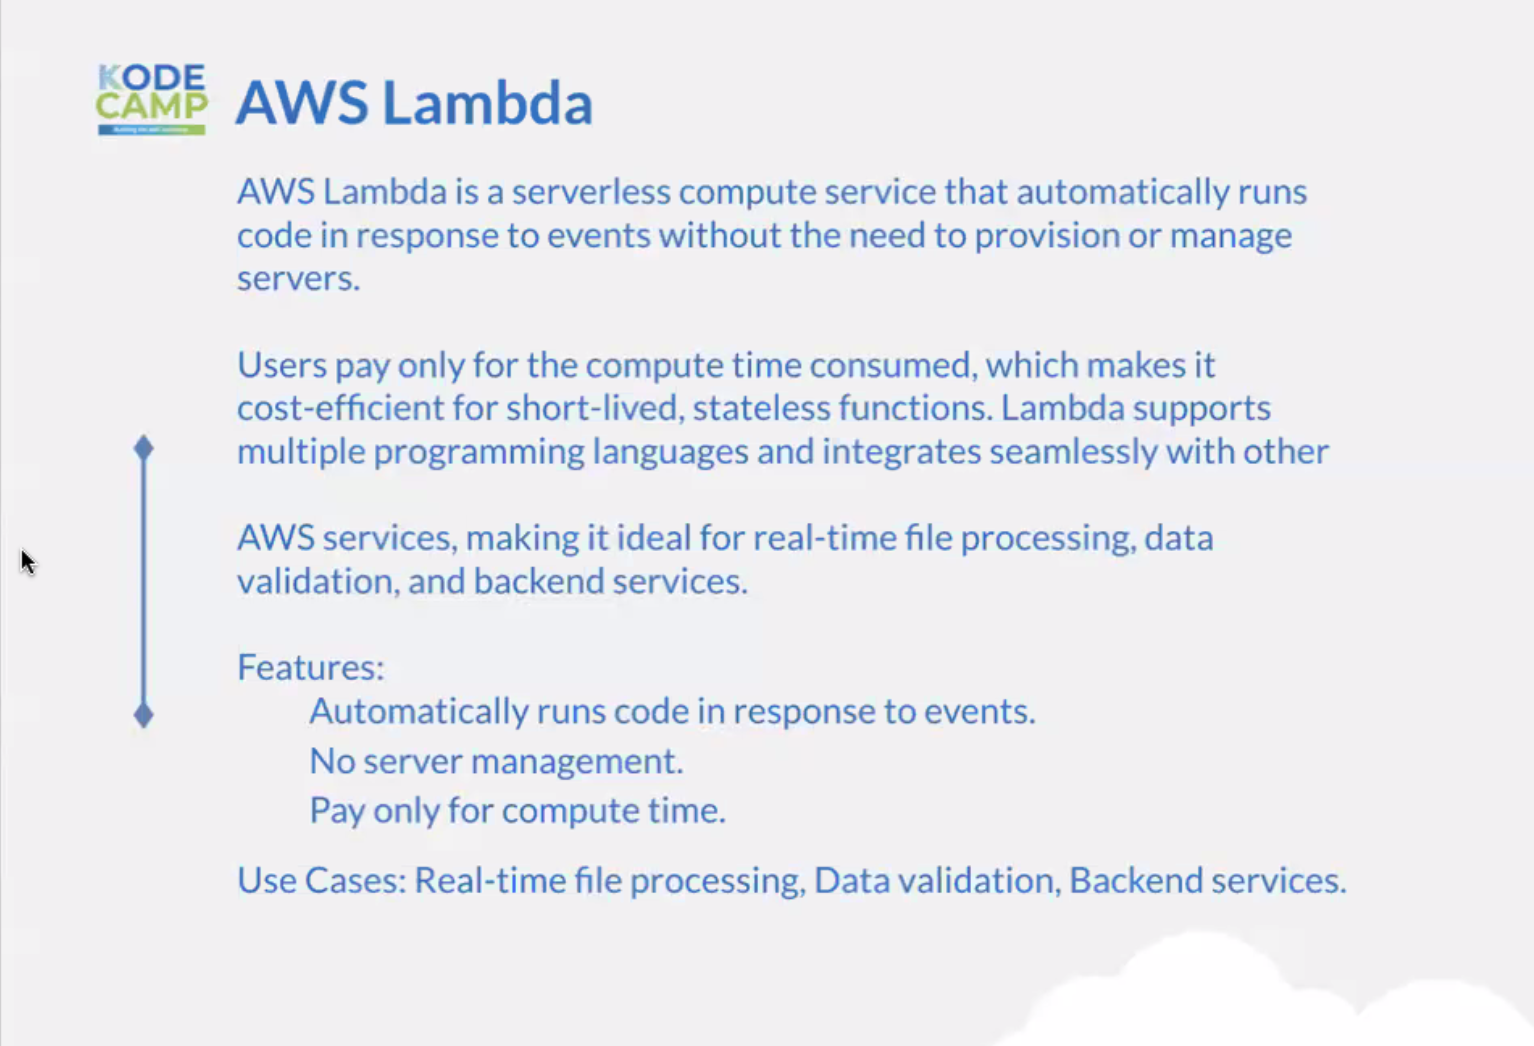 KODE
CAMP
AWS Lambda
AWS Lambda is a serverless compute service that automatically runs
code in response to events without the need to provision or manage
servers.
Users pay only for the compute time consumed, which makes it
cost-efficient for short-lived, stateless functions. Lambda supports
multiple programming languages and integrates seamlessly with other
AWS services, making it ideal for real-time file processing, data
validation, and backend services.
Features:
Automatically runs code in response to events.
No server management.
Pay only for compute time.
Use Cases: Real-time file processing, Data validation, Backend services.